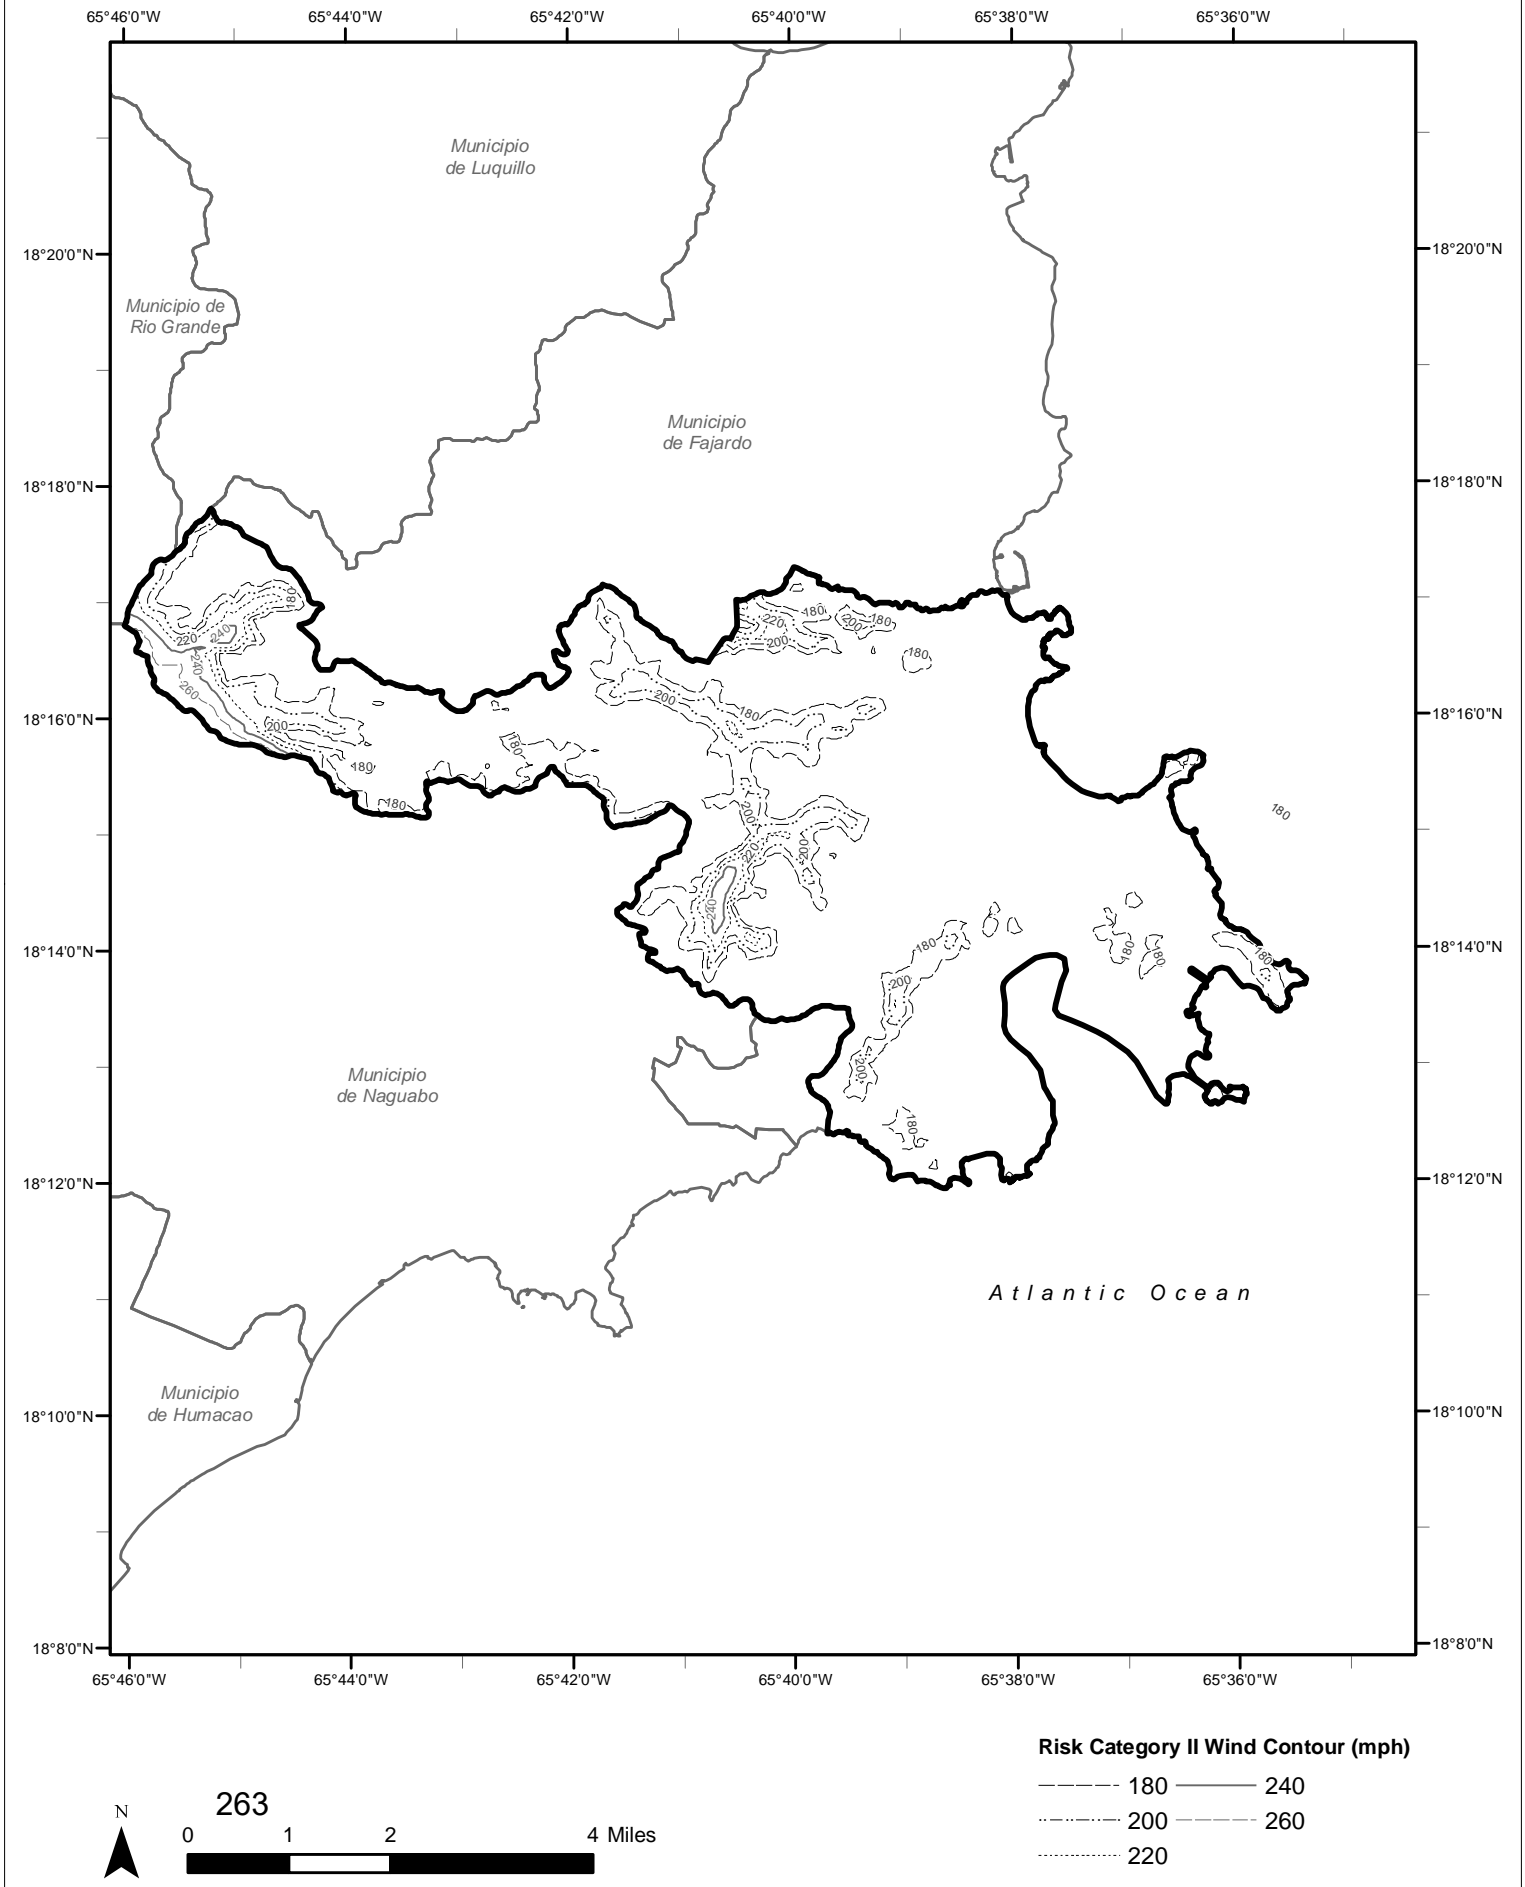 65°46'0"W 65°44'0"W 65°42'0"W 65°40'0"W 65°38'0"W 65°36'0"W
Municipio
de Luquillo
18°20'0"N 18°20'0"N
Municipio de
Rio Grande
Municipio
de Fajardo
18°18'0"N 18°18'0"N
180
180
220
200
180
200
180
220
240
240
260
200
180
18°16'0"N 18°16'0"N
200
180
180
180
200
180
220
200
240
180
180
180
180
18°14'0"N 18°14'0"N
200
200
180
Municipio
de Naguabo
18°12'0"N 18°12'0"N
Atlantic Ocean
Municipio
de Humacao
18°10'0"N 18°10'0"N
18°8'0"N 18°8'0"N
65°46'0"W 65°44'0"W 65°42'0"W 65°40'0"W 65°38'0"W 65°36'0"W
Risk Category II Wind Contour (mph)
180 240
200 260
220
N
263
0 1 2 4 Miles